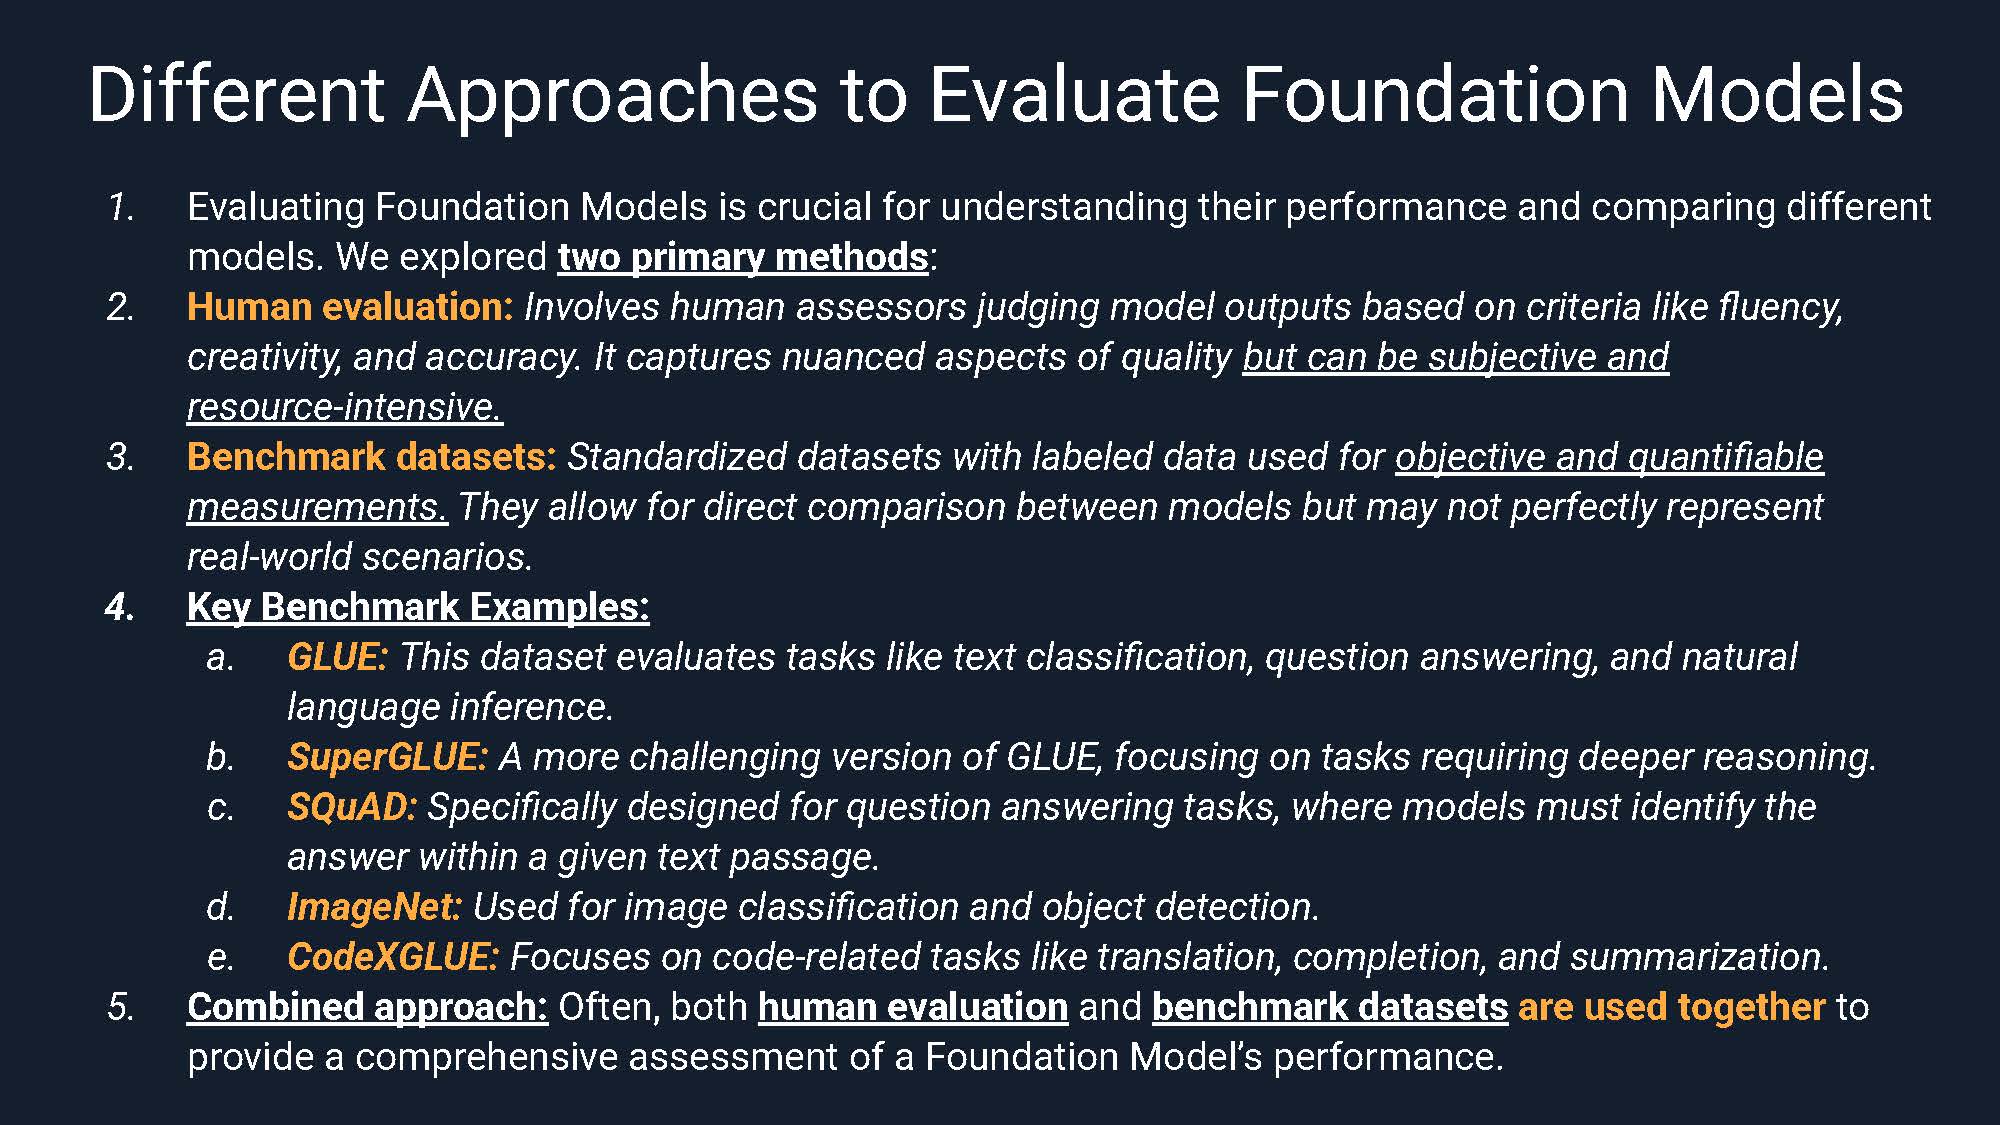 Different Approaches to Evaluate Foundation Models
1. Evaluating Foundation Models is crucial for understanding their performance and comparing different
models. We explored two primary methods:
2. Human evaluation: Involves human assessors judging model outputs based on criteria like fluency,
creativity, and accuracy. It captures nuanced aspects of quality but can be subjective and
resource-intensive.
3. Benchmark datasets: Standardized datasets with labeled data used for objective and quantifiable
measurements. They allow for direct comparison between models but may not perfectly represent
real-world scenarios.
4. Key Benchmark Examples:
a. GLUE: This dataset evaluates tasks like text classification, question answering, and natural
language inference.
b. SuperGLUE: A more challenging version of GLUE, focusing on tasks requiring deeper reasoning.
c. SQuAD: Specifically designed for question answering tasks, where models must identify the
answer within a given text passage.
d. ImageNet: Used for image classification and object detection.
e. CodeXGLUE: Focuses on code-related tasks like translation, completion, and summarization.
5. Combined approach: Often, both human evaluation and benchmark datasets are used together to
provide a comprehensive assessment of a Foundation Model’s performance.